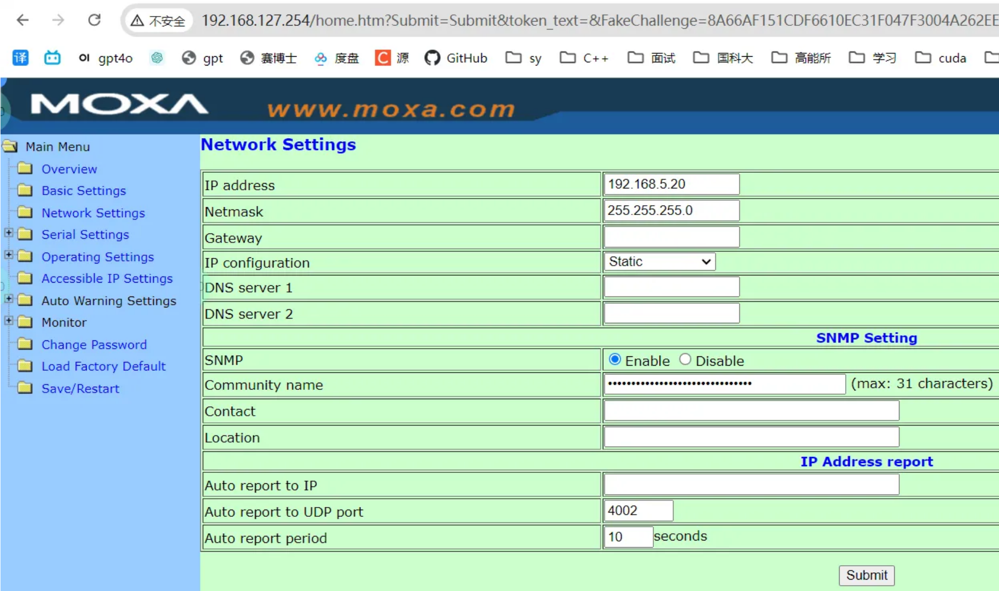 不安全 192.168.127.254/home.htm?Submit=Submit&token_text=&FakeChallenge=8A66AF151CDF6610EC31F047F3004A262EE
译 OI gpt4o gpt 赛博士 度盘 C 源 GitHub sy C++ 面试 国科大 高能所 学习 cuda
MOXA www.moxa.com
Main Menu
Overview
Basic Settings
Network Settings
Serial Settings
Operating Settings
Accessible IP Settings
Auto Warning Settings
Monitor
Change Password
Load Factory Default
Save/Restart
Network Settings
IP address 192.168.5.20
Netmask 255.255.255.0
Gateway
IP configuration Static
DNS server 1
DNS server 2
SNMP Setting
SNMP Enable Disable
Community name ••••••••••••••••••••••••••••••• (max: 31 characters)
Contact
Location
IP Address report
Auto report to IP
Auto report to UDP port 4002
Auto report period 10 seconds
Submit